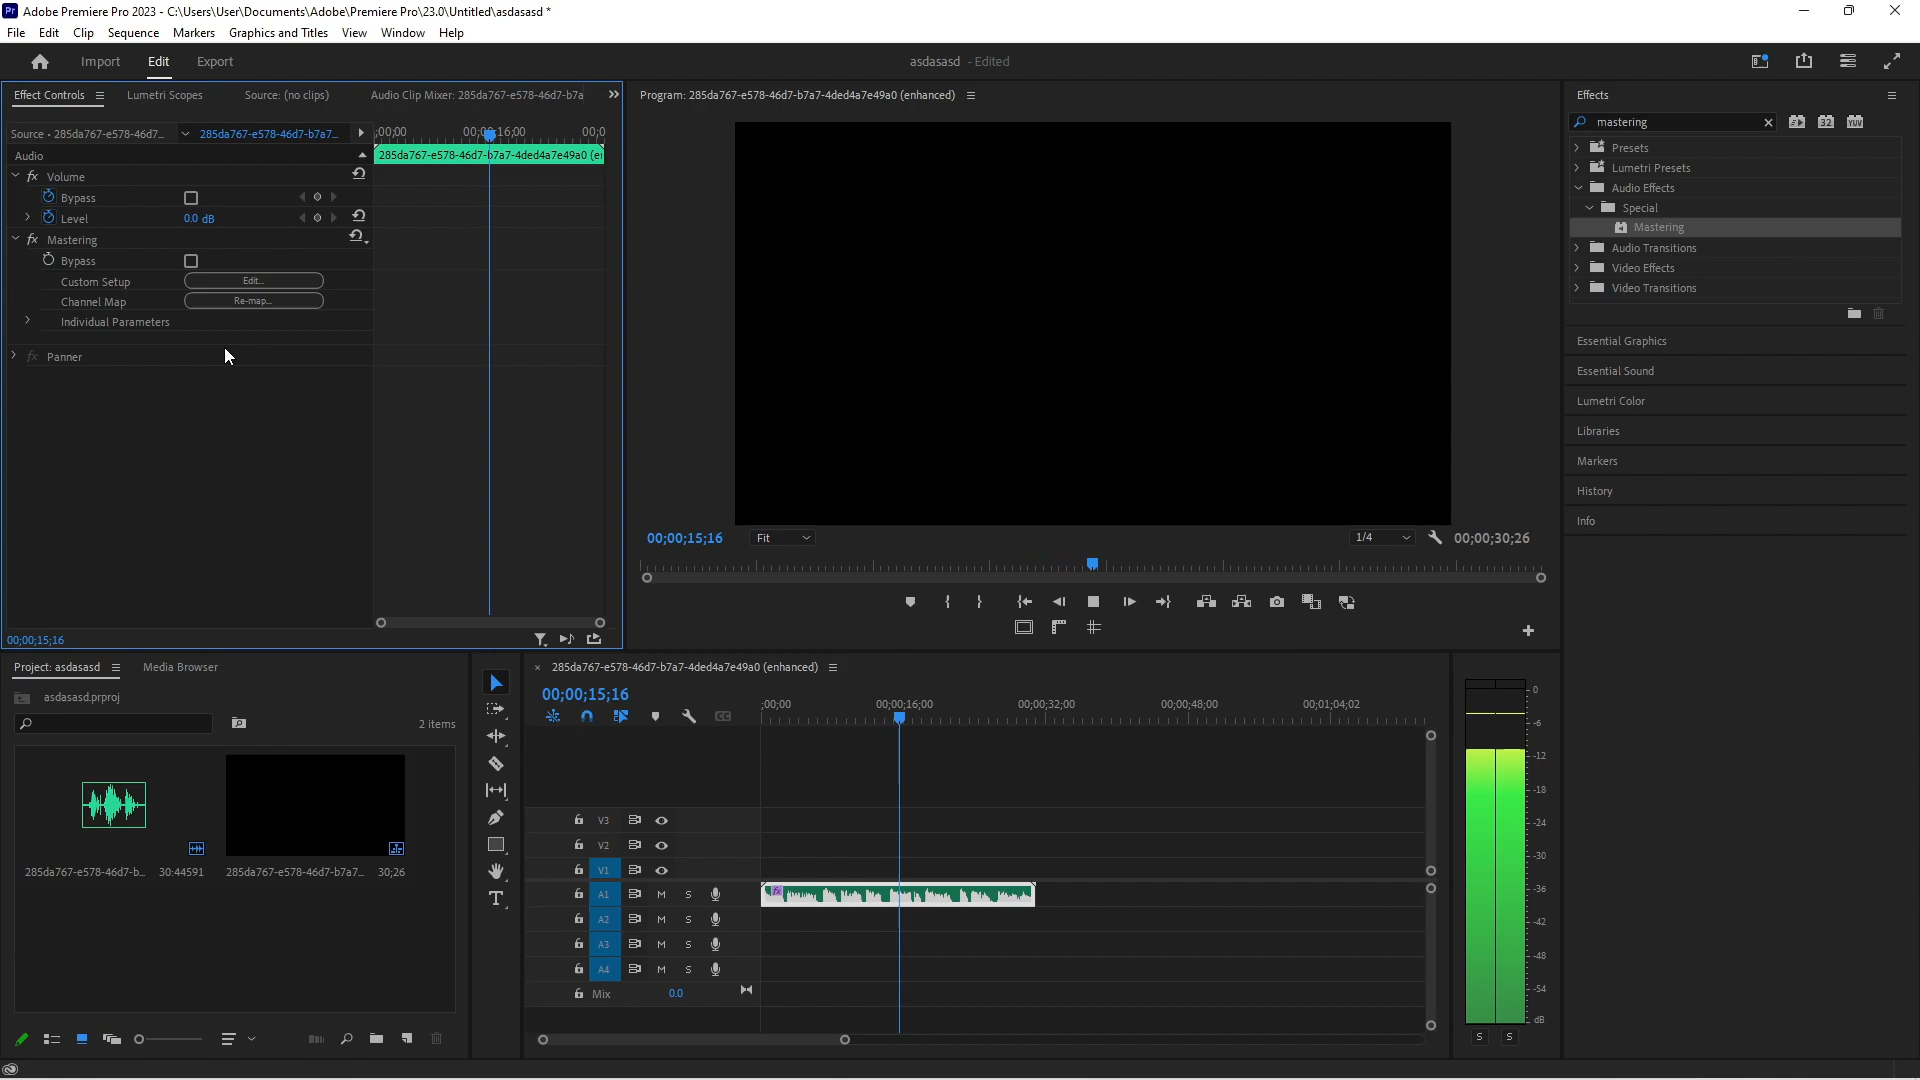 Pr Adobe Premiere Pro 2023 - C:\Users\User\Documents\Adobe\Premiere Pro\23.0\Untitled\asdasasd *
File Edit Clip Sequence Markers Graphics and Titles View Window Help
Import Edit Export
asdasasd - Edited
Effect Controls Lumetri Scopes Source: (no clips) Audio Clip Mixer: 285da767-e578-46d7-b7a
Source • 285da767-e578-46d7... 285da767-e578-46d7-b7a7...
;00;00 00;00;16;00 00;0
Audio
285da767-e578-46d7-b7a7-4ded4a7e49a0 (e
fx Volume
Bypass
Level 0.0 dB
fx Mastering
Bypass
Custom Setup Edit...
Channel Map Re-map...
Individual Parameters
fx Panner
00;00;15;16
Program: 285da767-e578-46d7-b7a7-4ded4a7e49a0 (enhanced)
00;00;15;16 Fit 1/4 00;00;30;26
Effects
mastering 32 YUV
Presets
Lumetri Presets
Audio Effects
Special
Mastering
Audio Transitions
Video Effects
Video Transitions
Essential Graphics
Essential Sound
Lumetri Color
Libraries
Markers
History
Info
Project: asdasasd Media Browser
asdasasd.prproj
2 items
285da767-e578-46d7-b... 30:44591
285da767-e578-46d7-b7a7... 30;26
× 285da767-e578-46d7-b7a7-4ded4a7e49a0 (enhanced)
00;00;15;16
CC
;00;00 00;00;16;00 00;00;32;00 00;00;48;00 00;01;04;02
V3
V2
V1
A1 M S
fx
A2 M S
A3 M S
A4 M S
Mix 0.0
T
0
-6
-12
-18
-24
-30
-36
-42
-48
-54
dB
S S